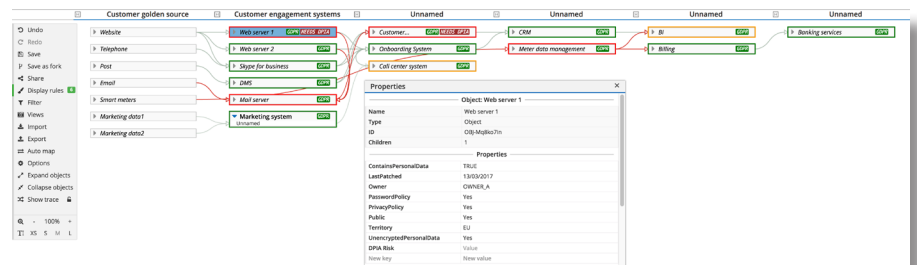 Customer golden source
Customer engagement systems
Unnamed
Unnamed
Unnamed
Unnamed
Undo
Redo
Save
Save as fork
Share
Display rules 6
Filter
Views
Import
Export
Auto map
Options
Expand objects
Collapse objects
Show trace
- 100% +
T XS S M L
Website
Telephone
Post
Email
Smart meters
Marketing data1
Marketing data2
Web server 1 GDPR NEEDS DPIA
Web server 2 GDPR
Skype for business GDPR
DMS GDPR
Mail server GDPR
Marketing system GDPR
Unnamed
Customer... GDPR NEEDS DPIA
Onboarding System GDPR
Call center system GDPR
CRM GDPR
Meter data management GDPR
BI GDPR
Billing GDPR
Banking services GDPR
Properties ×
Object: Web server 1
Name Web server 1
Type Object
ID OBJ-Mq8ko7in
Children 1
Properties
ContainsPersonalData TRUE
LastPatched 13/03/2017
Owner OWNER_A
PasswordPolicy Yes
PrivacyPolicy Yes
Public Yes
Territory EU
UnencryptedPersonalData Yes
DPIA Risk Value
New key New value